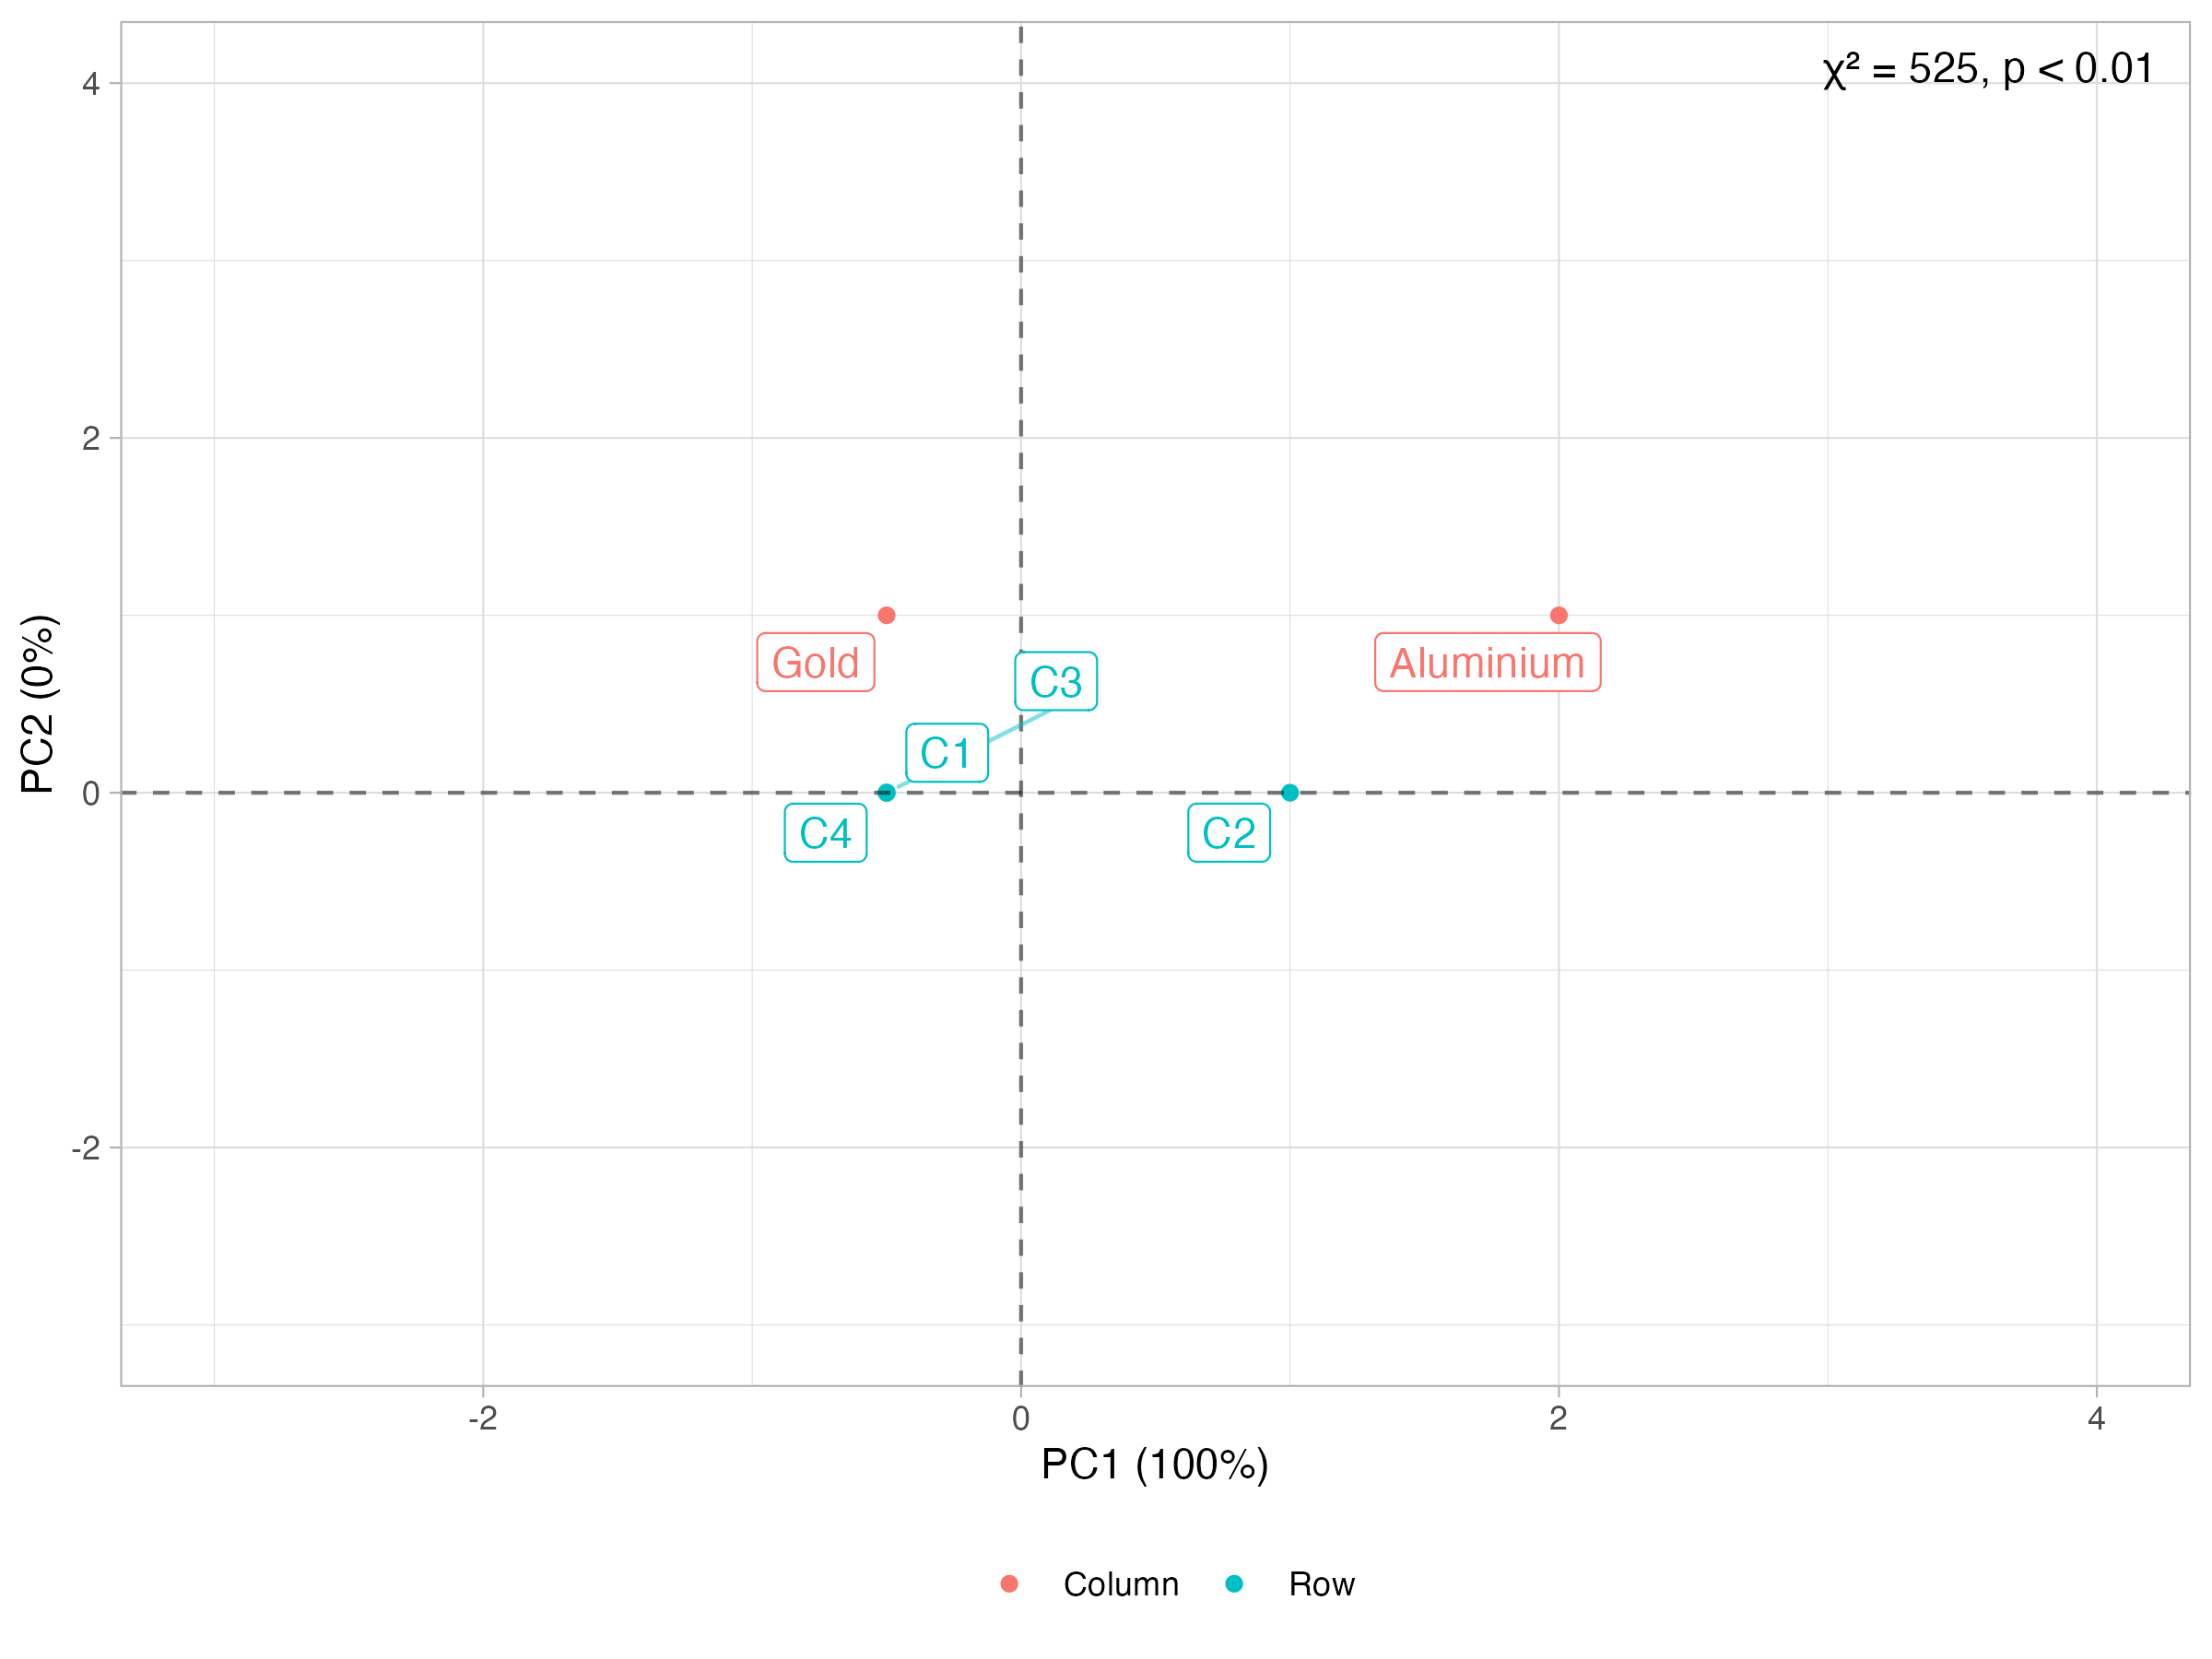 χ² = 525, p < 0.01
4
2
0
-2
PC2 (0%)
Gold
Aluminium
C3
C1
C4
C2
-2
0
2
4
PC1 (100%)
Column
Row